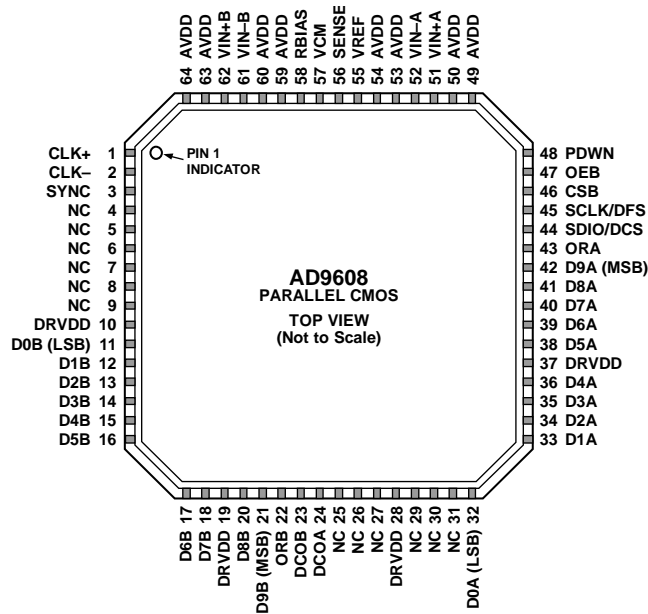 64 AVDD
63 AVDD
62 VIN+B
61 VIN–B
60 AVDD
59 AVDD
58 RBIAS
57 VCM
56 SENSE
55 VREF
54 AVDD
53 AVDD
52 VIN–A
51 VIN+A
50 AVDD
49 AVDD
CLK+ 1
CLK– 2
SYNC 3
NC 4
NC 5
NC 6
NC 7
NC 8
NC 9
DRVDD 10
D0B (LSB) 11
D1B 12
D2B 13
D3B 14
D4B 15
D5B 16
PIN 1
INDICATOR
AD9608
PARALLEL CMOS
TOP VIEW
(Not to Scale)
48 PDWN
47 OEB
46 CSB
45 SCLK/DFS
44 SDIO/DCS
43 ORA
42 D9A (MSB)
41 D8A
40 D7A
39 D6A
38 D5A
37 DRVDD
36 D4A
35 D3A
34 D2A
33 D1A
D6B 17
D7B 18
DRVDD 19
D8B 20
D9B (MSB) 21
ORB 22
DCOB 23
DCOA 24
NC 25
NC 26
NC 27
DRVDD 28
NC 29
NC 30
NC 31
D0A (LSB) 32